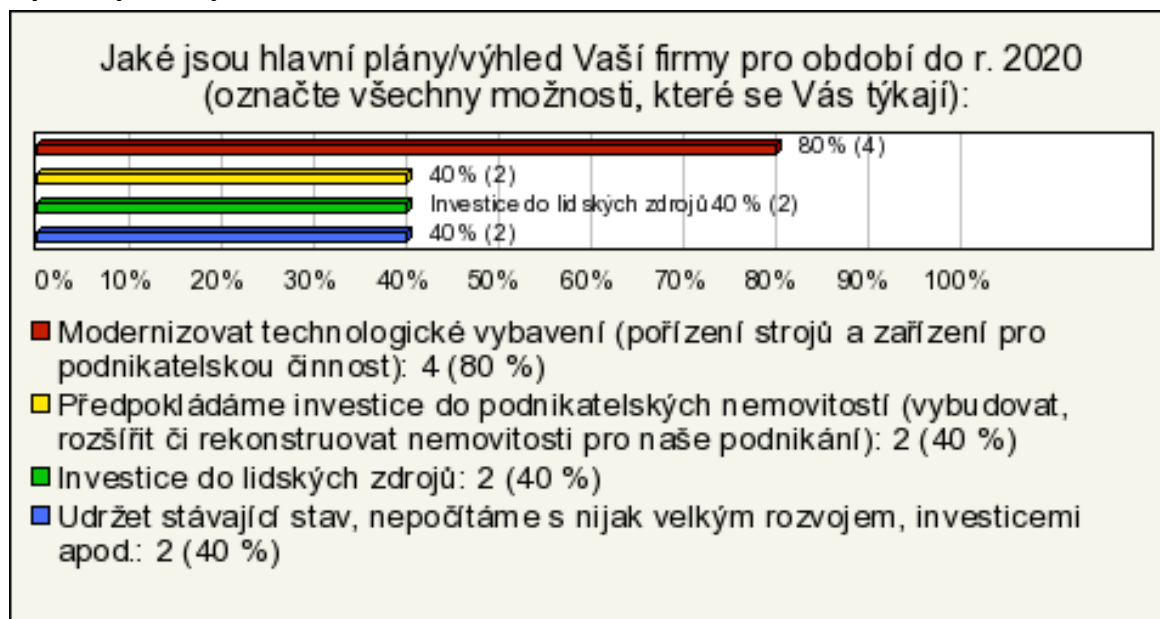 Jaké jsou hlavní plány/výhled Vaší firmy pro období do r. 2020
(označte všechny možnosti, které se Vás týkají):
80% (4)
40% (2)
Investice do lidských zdrojů 40% (2)
40% (2)
0% 10% 20% 30% 40% 50% 60% 70% 80% 90% 100%
Modernizovat technologické vybavení (pořízení strojů a zařízení pro
podnikatelskou činnost): 4 (80 %)
Předpokládáme investice do podnikatelských nemovitostí (vybudovat,
rozšířit či rekonstruovat nemovitosti pro naše podnikání): 2 (40 %)
Investice do lidských zdrojů: 2 (40 %)
Udržet stávající stav, nepočítáme s nijak velkým rozvojem, investicemi
apod.: 2 (40 %)